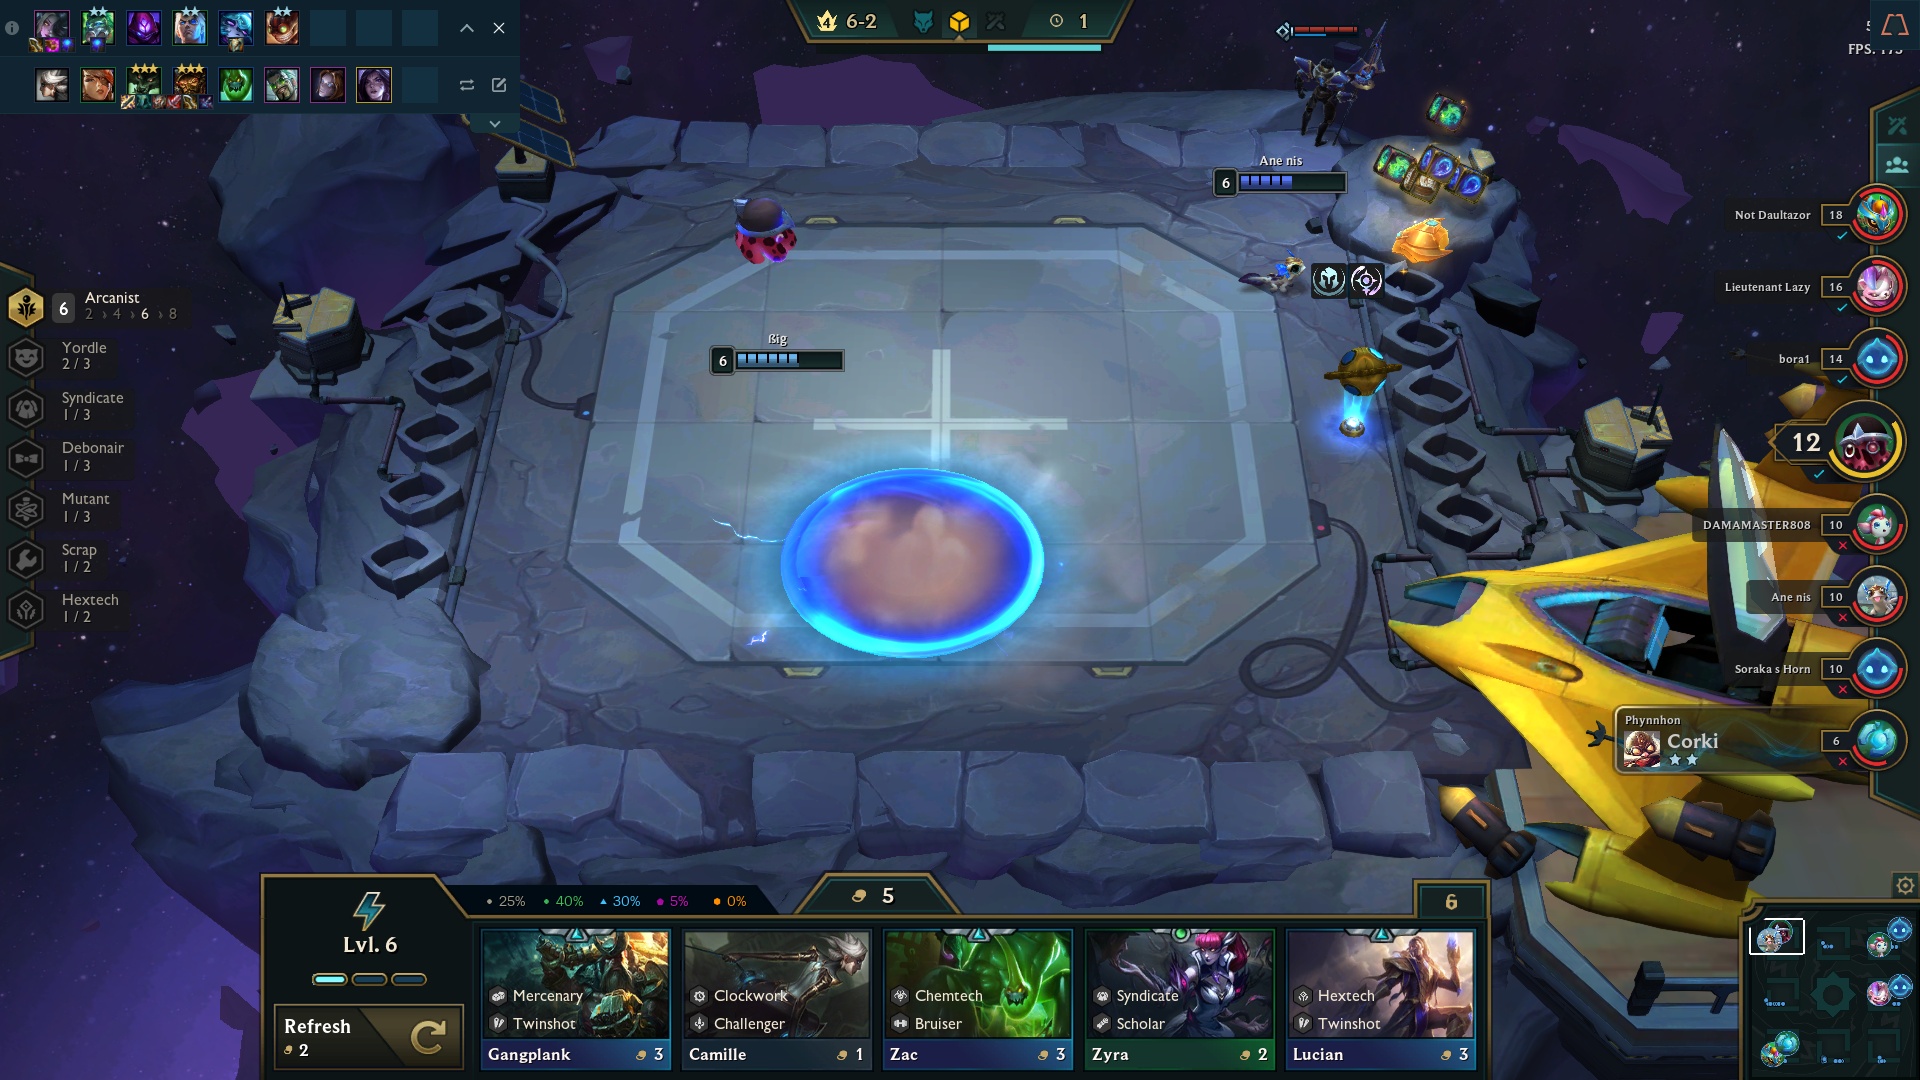 4
6-2
1
FPS: 173
Ane nis
6
Big
6
6
Arcanist
2 › 4 › 6 › 8
Yordle
2 / 3
Syndicate
1 / 3
Debonair
1 / 3
Mutant
1 / 3
Scrap
1 / 2
Hextech
1 / 2
Not Daultazor 18
Lieutenant Lazy 16
bora1 14
12
DAMAMASTER808 10
Ane nis 10
Soraka s Horn 10
Phynnhon
Corki
6
Lvl. 6
25% 40% 30% 5% 0%
5
6
Refresh
2
Mercenary
Twinshot
Gangplank 3
Clockwork
Challenger
Camille 1
Chemtech
Bruiser
Zac 3
Syndicate
Scholar
Zyra 2
Hextech
Twinshot
Lucian 3